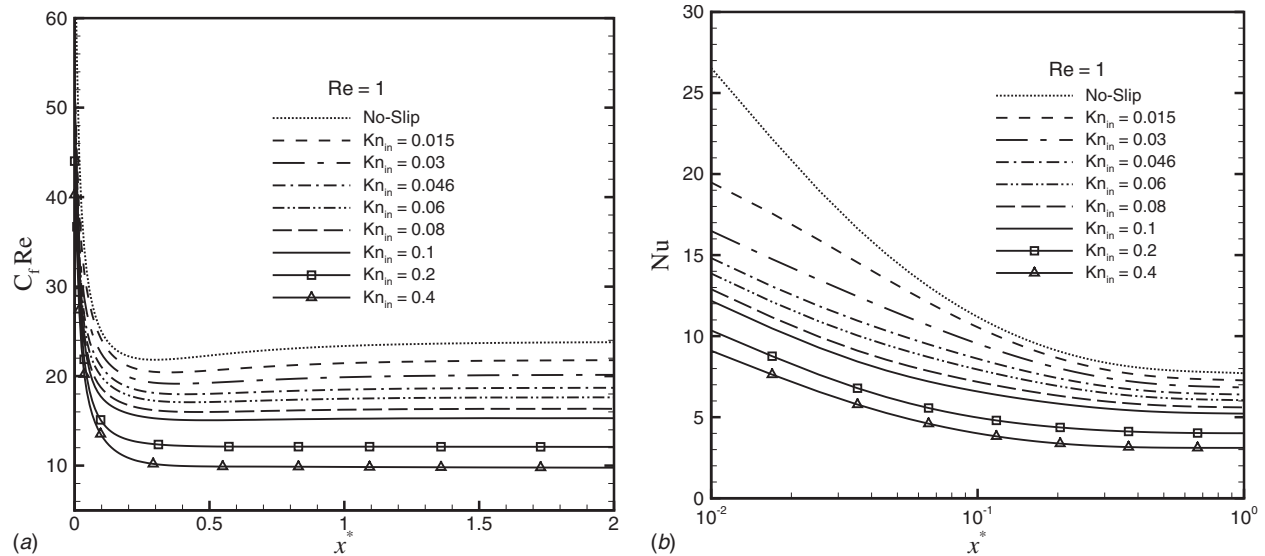 60
50
40
30
20
10
C_f Re
Re = 1
No-Slip
Kn_in = 0.015
Kn_in = 0.03
Kn_in = 0.046
Kn_in = 0.06
Kn_in = 0.08
Kn_in = 0.1
Kn_in = 0.2
Kn_in = 0.4
0 0.5 1 1.5 2
x*
(a)
30
25
20
15
10
5
0
Nu
Re = 1
No-Slip
Kn_in = 0.015
Kn_in = 0.03
Kn_in = 0.046
Kn_in = 0.06
Kn_in = 0.08
Kn_in = 0.1
Kn_in = 0.2
Kn_in = 0.4
10^-2 10^-1 10^0
x*
(b)